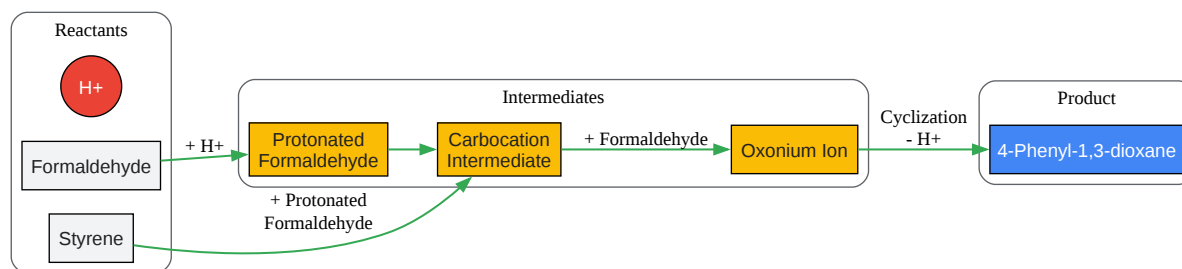 Reactants
H+
Formaldehyde
Styrene
+ H+
+ Protonated
Formaldehyde
Intermediates
Protonated
Formaldehyde
Carbocation
Intermediate
+ Formaldehyde
Oxonium Ion
Cyclization
- H+
Product
4-Phenyl-1,3-dioxane